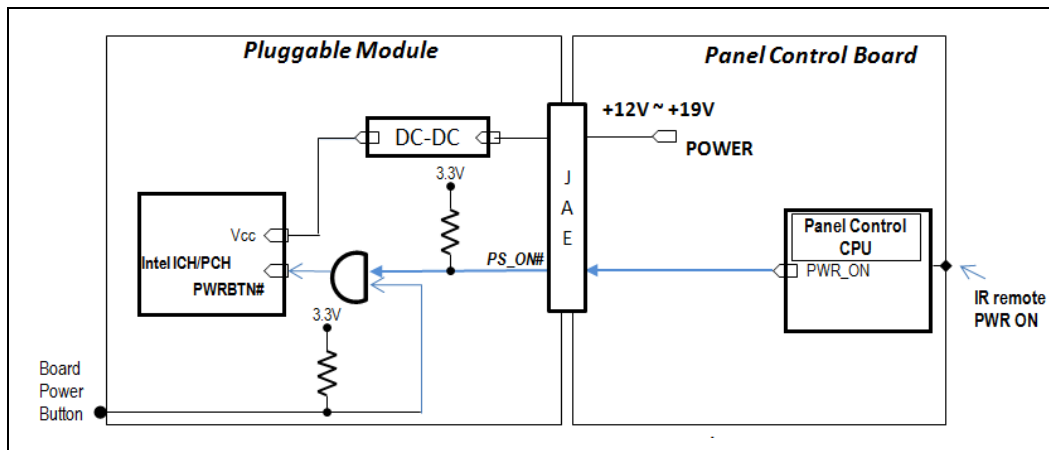 Pluggable Module
Panel Control Board
+12V ~ +19V
DC-DC
POWER
3.3V
J
A
E
Vcc
Panel Control
CPU
Intel ICH/PCH
PS_ON#
PWR_ON
PWRBTN#
IR remote
PWR ON
3.3V
Board
Power
Button